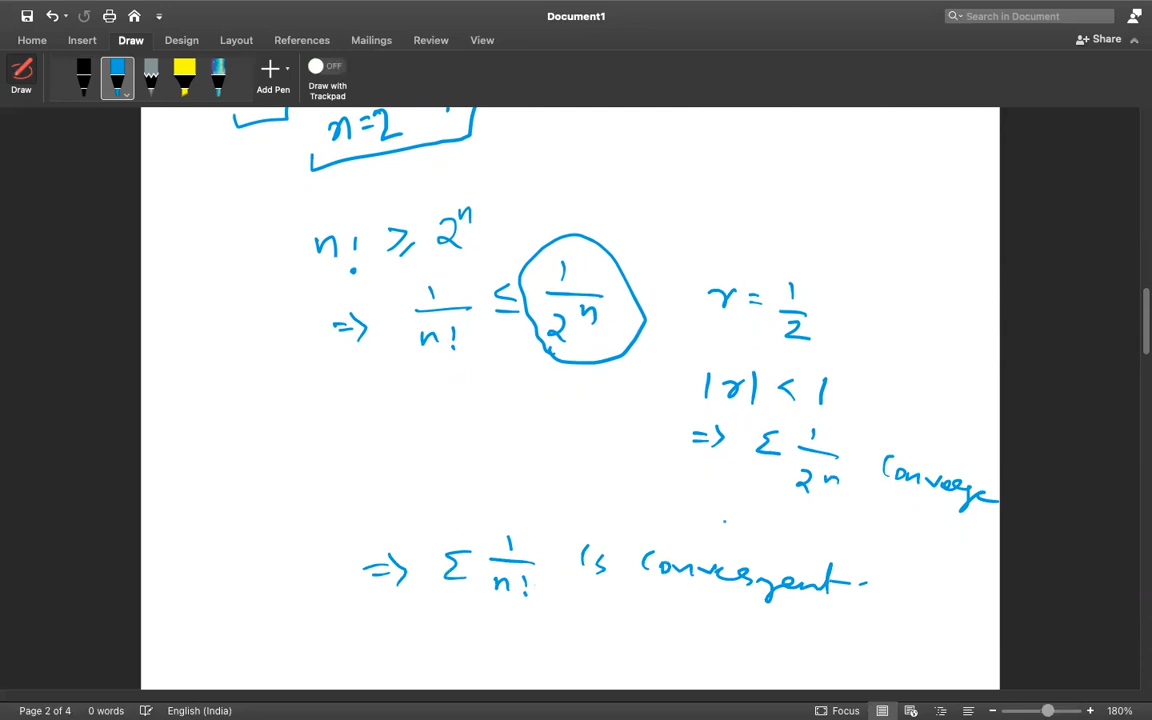 Document1
Search in Document
Home Insert Draw Design Layout References Mailings Review View
Share
Draw
Add Pen
OFF
Draw with Trackpad
n=2
n! ≥ 2^n
=> 1/n! ≤ 1/2^n
r = 1/2
|r| < 1
=> Σ 1/2^n Converge
=> Σ 1/n! is convergent.
Page 2 of 4 0 words English (India) Focus 180%